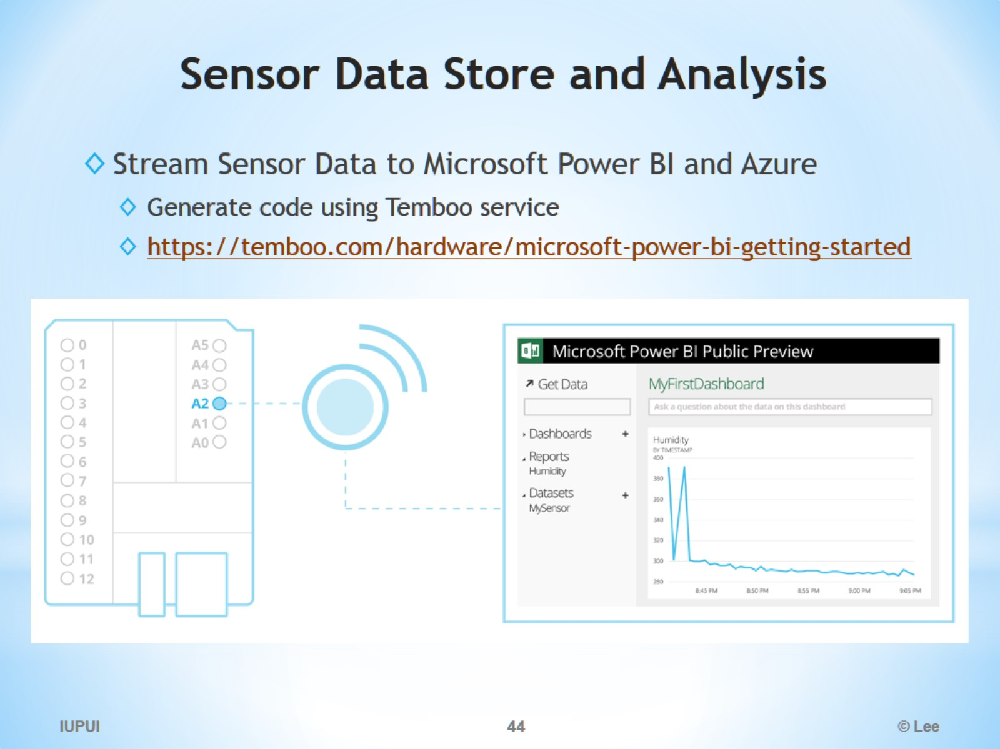 Sensor Data Store and Analysis
Stream Sensor Data to Microsoft Power BI and Azure
Generate code using Temboo service
https://temboo.com/hardware/microsoft-power-bi-getting-started
0
1
2
3
4
5
6
7
8
9
10
11
12
A5
A4
A3
A2
A1
A0
B
Microsoft Power BI Public Preview
Get Data
Dashboards +
Reports
Humidity
Datasets +
MySensor
MyFirstDashboard
Ask a question about the data on this dashboard
Humidity
BY TIMESTAMP
400
380
360
340
320
300
280
8:45 PM 8:50 PM 8:55 PM 9:00 PM 9:05 PM
IUPUI 44 © Lee